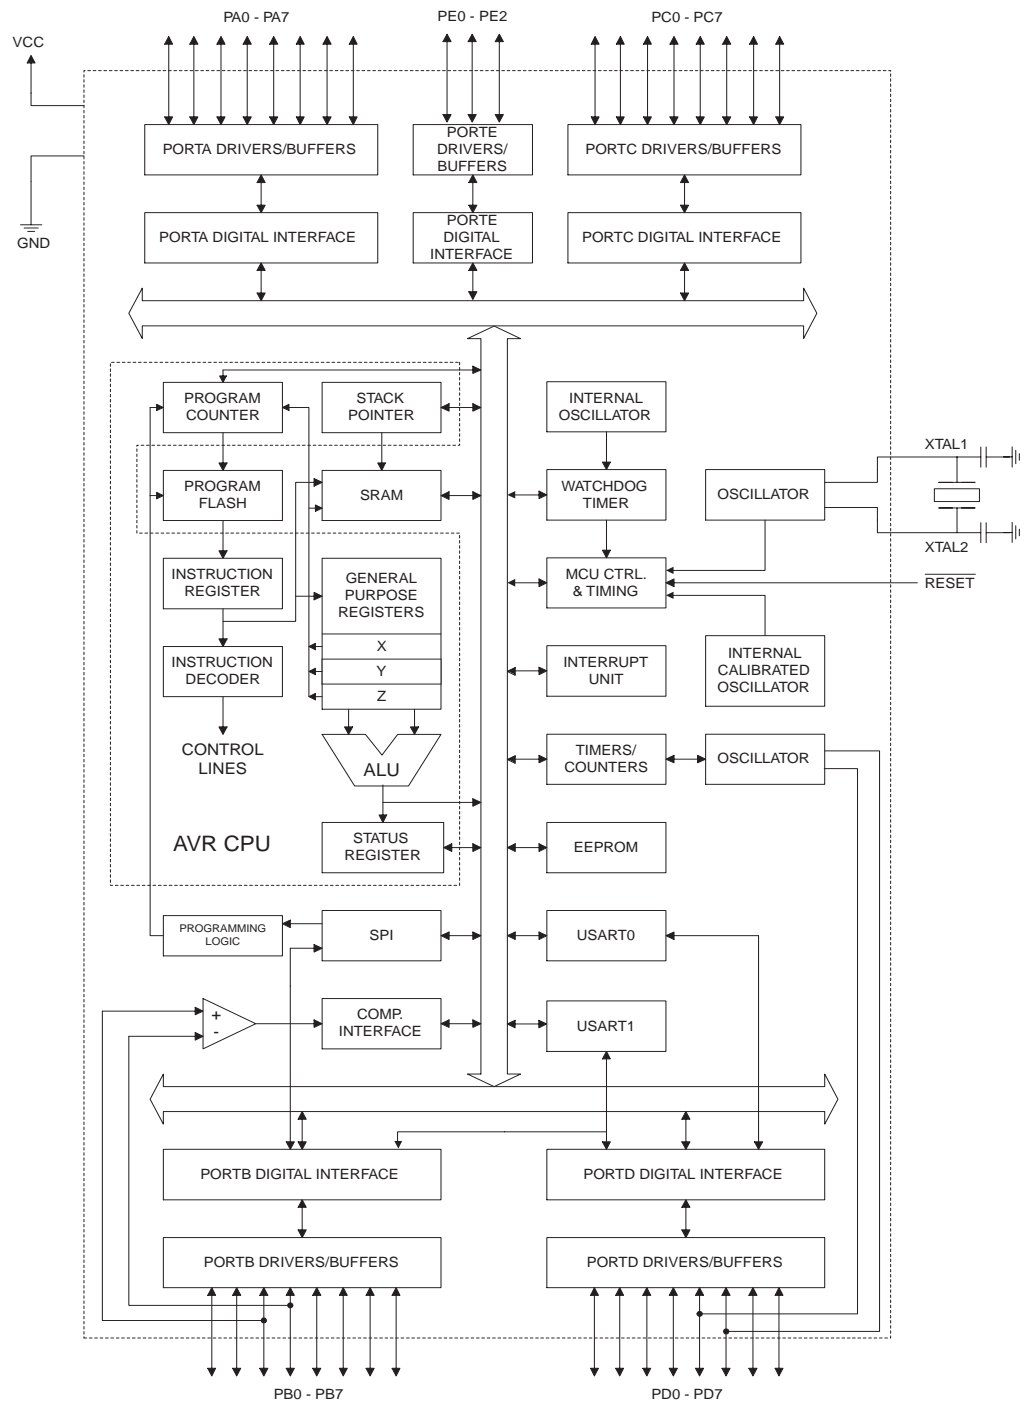 PA0 - PA7
PE0 - PE2
PC0 - PC7
VCC
PORTA DRIVERS/BUFFERS
PORTE
DRIVERS/
BUFFERS
PORTC DRIVERS/BUFFERS
GND
PORTA DIGITAL INTERFACE
PORTE
DIGITAL
INTERFACE
PORTC DIGITAL INTERFACE
PROGRAM
COUNTER
STACK
POINTER
INTERNAL
OSCILLATOR
XTAL1
PROGRAM
FLASH
SRAM
WATCHDOG
TIMER
OSCILLATOR
XTAL2
INSTRUCTION
REGISTER
GENERAL
PURPOSE
REGISTERS
MCU CTRL.
& TIMING
RESET
X
Y
Z
INSTRUCTION
DECODER
INTERRUPT
UNIT
INTERNAL
CALIBRATED
OSCILLATOR
CONTROL
LINES
ALU
TIMERS/
COUNTERS
OSCILLATOR
AVR CPU
STATUS
REGISTER
EEPROM
PROGRAMMING
LOGIC
SPI
USART0
+
-
COMP.
INTERFACE
USART1
PORTB DIGITAL INTERFACE
PORTD DIGITAL INTERFACE
PORTB DRIVERS/BUFFERS
PORTD DRIVERS/BUFFERS
PB0 - PB7
PD0 - PD7